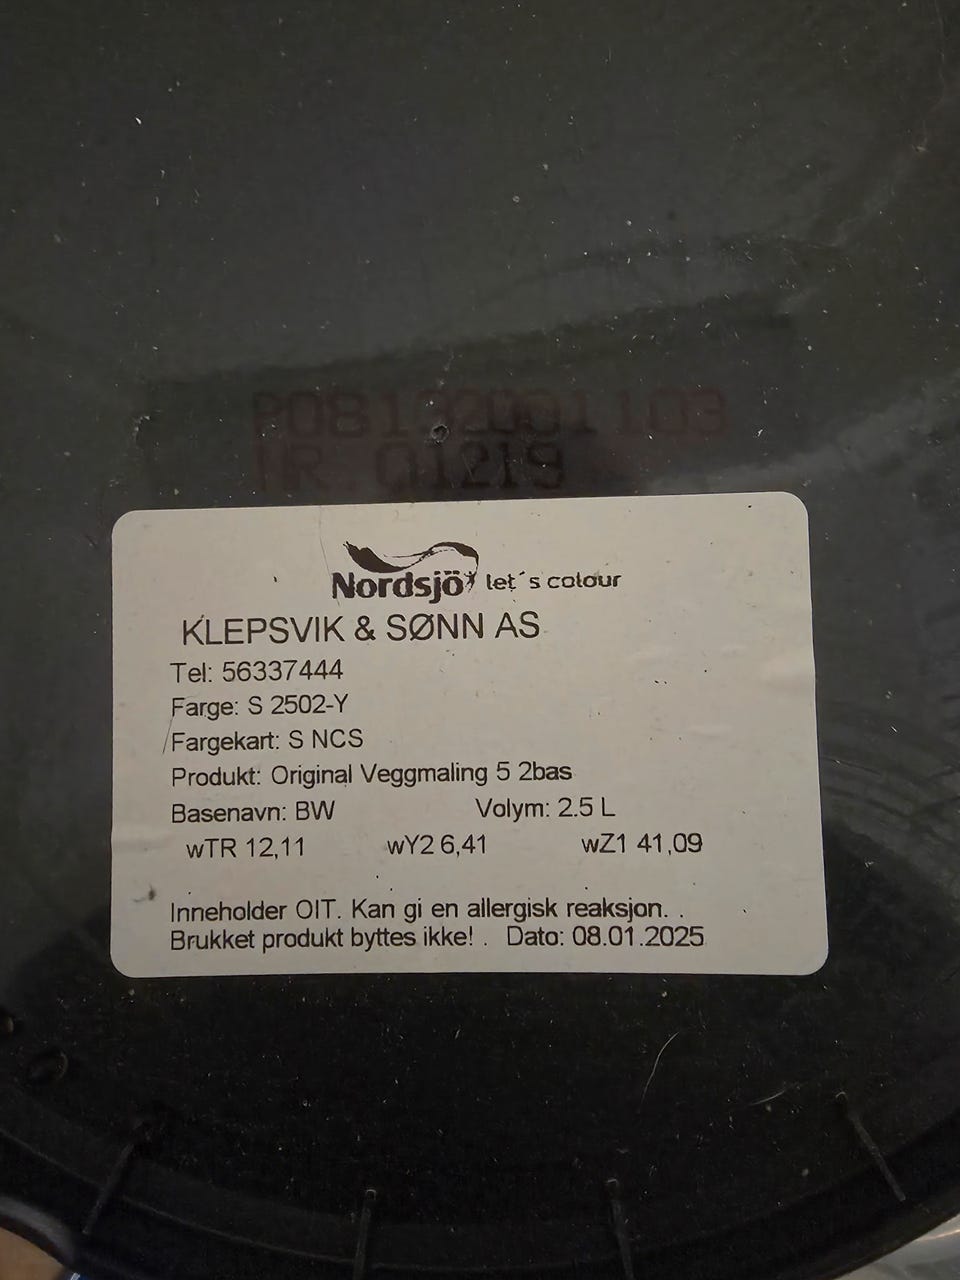 P08132001103
NR. 01219
Nordsjö let´s colour
KLEPSVIK & SØNN AS
Tel: 56337444
Farge: S 2502-Y
Fargekart: S NCS
Produkt: Original Veggmaling 5 2bas
Basenavn: BW Volym: 2.5 L
wTR 12,11 wY2 6,41 wZ1 41,09
Inneholder OIT. Kan gi en allergisk reaksjon. .
Brukket produkt byttes ikke! . Dato: 08.01.2025